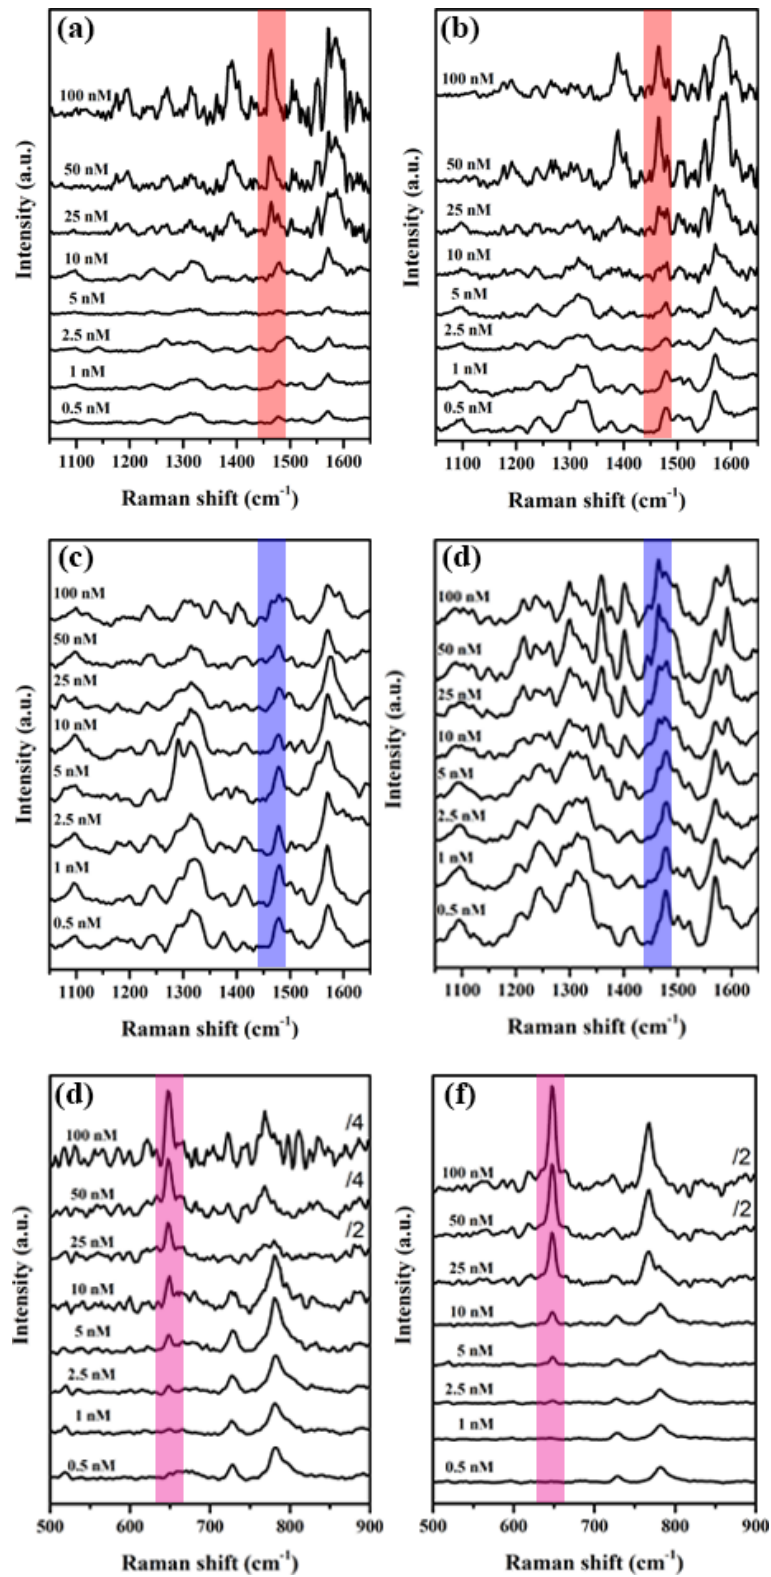 (a)
100 nM
50 nM
25 nM
10 nM
5 nM
2.5 nM
1 nM
0.5 nM
Intensity (a.u.)
1100 1200 1300 1400 1500 1600
Raman shift (cm⁻¹)
(b)
100 nM
50 nM
25 nM
10 nM
5 nM
2.5 nM
1 nM
0.5 nM
Intensity (a.u.)
1100 1200 1300 1400 1500 1600
Raman shift (cm⁻¹)
(c)
100 nM
50 nM
25 nM
10 nM
5 nM
2.5 nM
1 nM
0.5 nM
Intensity (a.u.)
1100 1200 1300 1400 1500 1600
Raman shift (cm⁻¹)
(d)
100 nM
50 nM
25 nM
10 nM
5 nM
2.5 nM
1 nM
0.5 nM
Intensity (a.u.)
1100 1200 1300 1400 1500 1600
Raman shift (cm⁻¹)
(d)
100 nM /4
50 nM /4
25 nM /2
10 nM
5 nM
2.5 nM
1 nM
0.5 nM
Intensity (a.u.)
500 600 700 800 900
Raman shift (cm⁻¹)
(f)
100 nM /2
50 nM /2
25 nM
10 nM
5 nM
2.5 nM
1 nM
0.5 nM
Intensity (a.u.)
500 600 700 800 900
Raman shift (cm⁻¹)